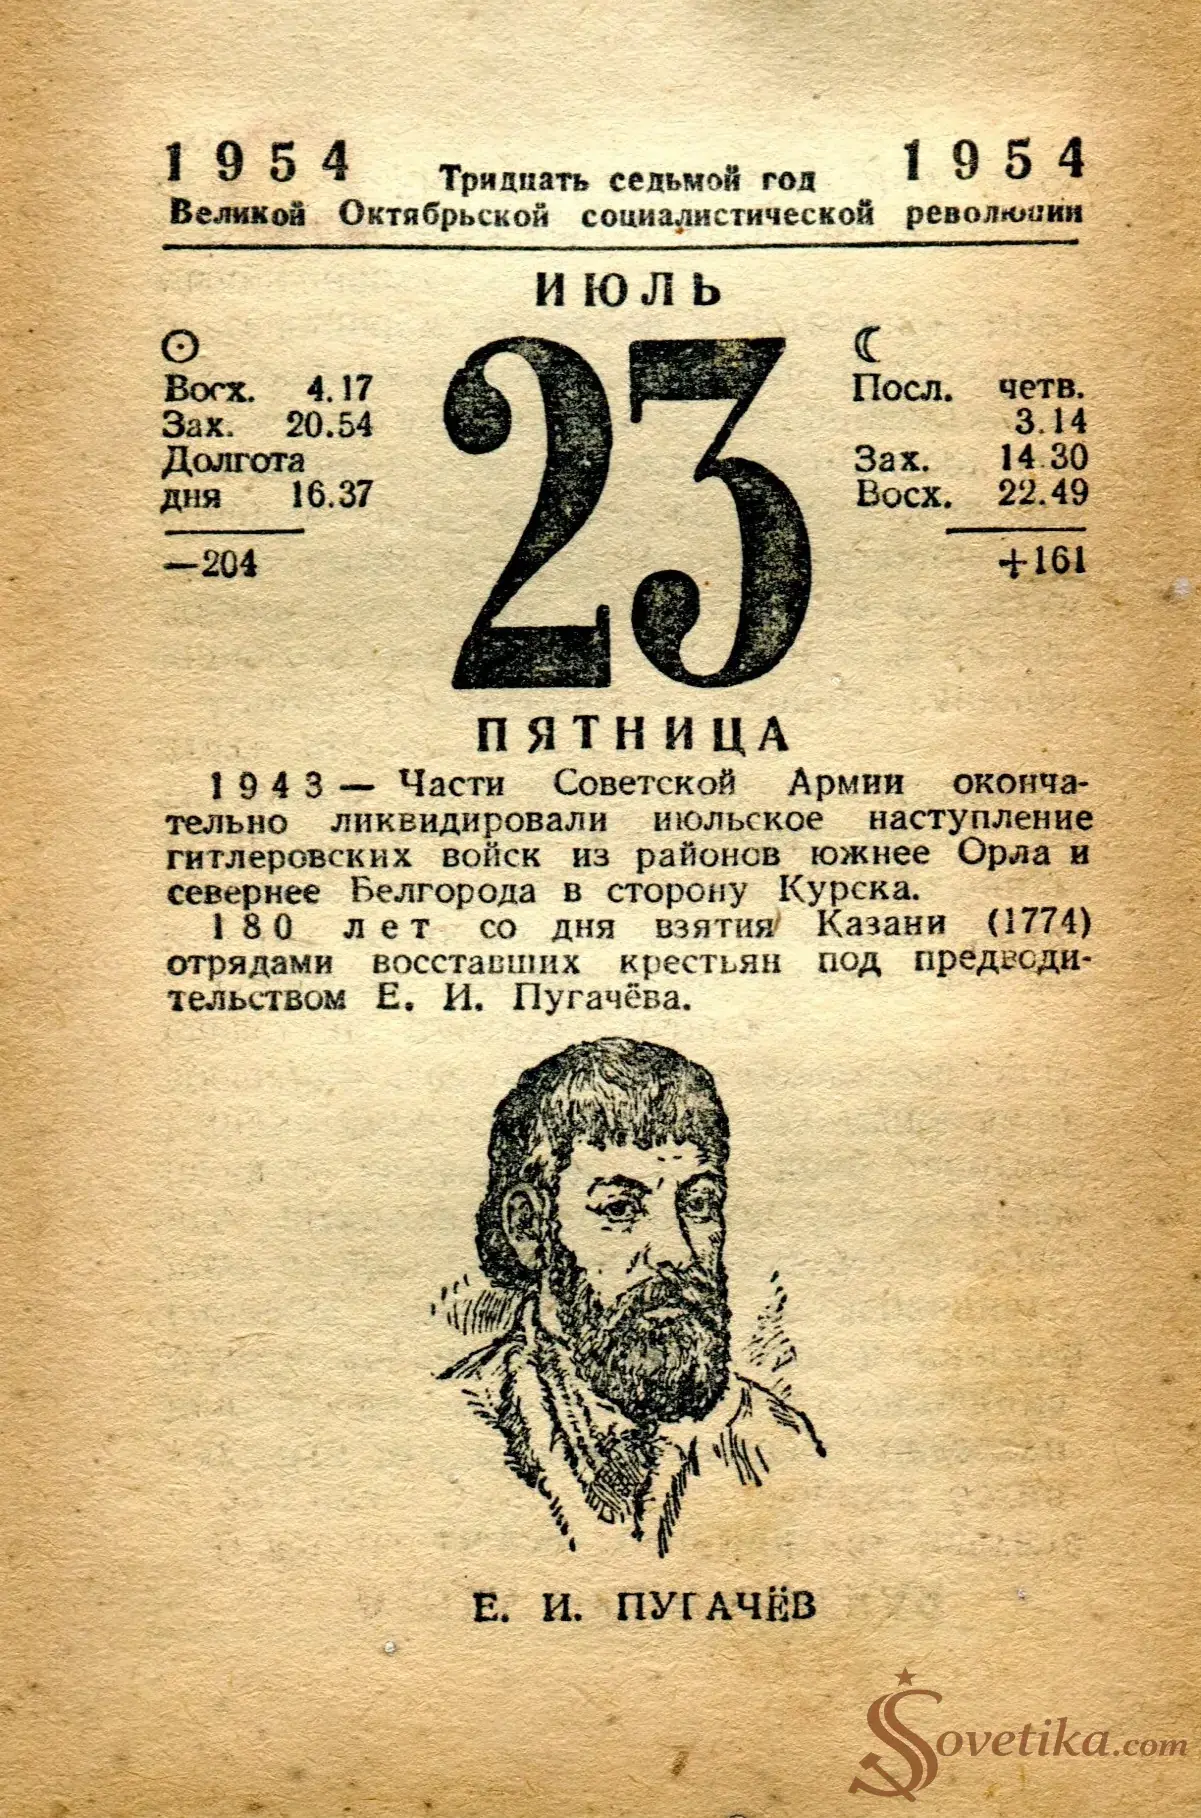 1954 1954
Тридцать седьмой год
Великой Октябрьской социалистической революции
ИЮЛЬ
23
Восх. 4.17
Зах. 20.54
Долгота
дня 16.37
—204
Посл. четв.
3.14
Зах. 14.30
Восх. 22.49
+161
ПЯТНИЦА
1943 — Части Советской Армии оконча-
тельно ликвидировали июльское наступление
гитлеровских войск из районов южнее Орла и
севернее Белгорода в сторону Курска.
180 лет со дня взятия Казани (1774)
отрядами восставших крестьян под предводи-
тельством Е. И. Пугачёва.
Е. И. ПУГАЧЁВ
Sovetika.com